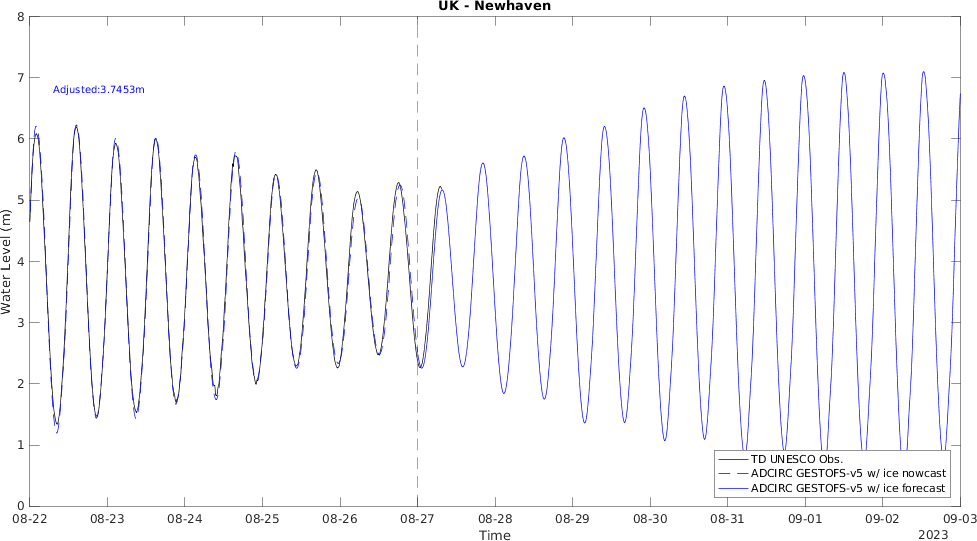 UK - Newhaven
8
7
6
5
4
3
2
1
0
Water Level (m)
Adjusted:3.7453m
TD UNESCO Obs.
ADCIRC GESTOFS-v5 w/ ice nowcast
ADCIRC GESTOFS-v5 w/ ice forecast
08-22 08-23 08-24 08-25 08-26 08-27 08-28 08-29 08-30 08-31 09-01 09-02 09-03
Time
2023